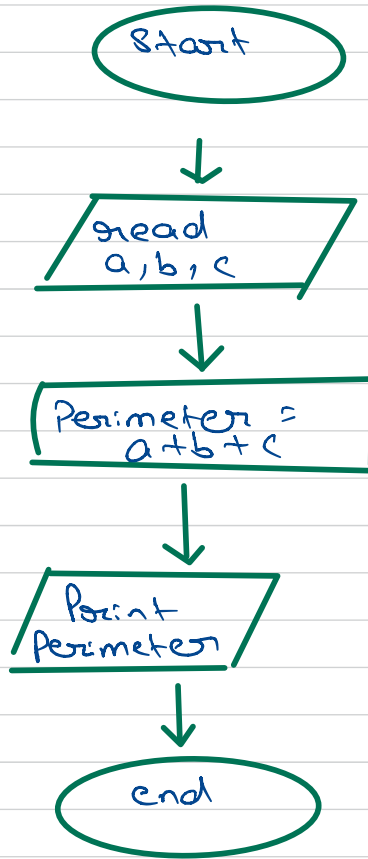 Start
read
a, b, c
Perimeter =
a+b+c
Print
Perimeter
end